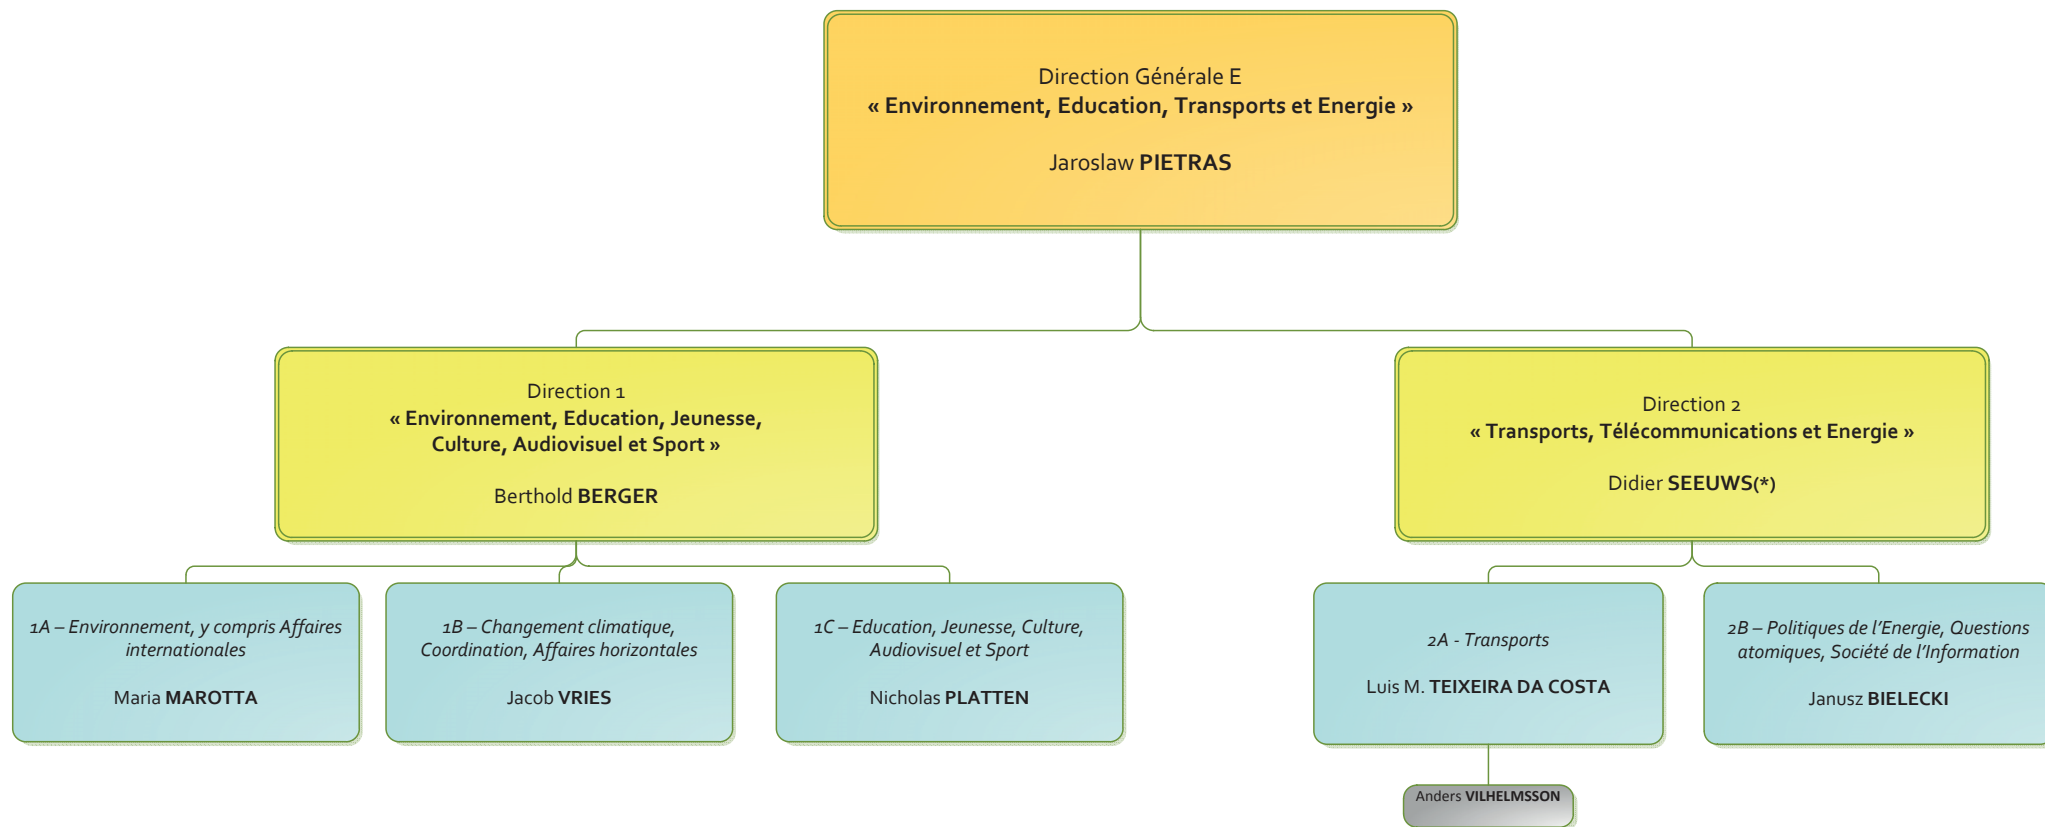 Direction Générale E
« Environnement, Education, Transports et Energie »
Jaroslaw PIETRAS
Direction 1
« Environnement, Education, Jeunesse,
Culture, Audiovisuel et Sport »
Berthold BERGER
Direction 2
« Transports, Télécommunications et Energie »
Didier SEEUWS(*)
1A – Environnement, y compris Affaires
internationales
Maria MAROTTA
1B – Changement climatique,
Coordination, Affaires horizontales
Jacob VRIES
1C – Education, Jeunesse, Culture,
Audiovisuel et Sport
Nicholas PLATTEN
2A - Transports
Luis M. TEIXEIRA DA COSTA
2B – Politiques de l’Energie, Questions
atomiques, Société de l’Information
Janusz BIELECKI
Anders VILHELMSSON